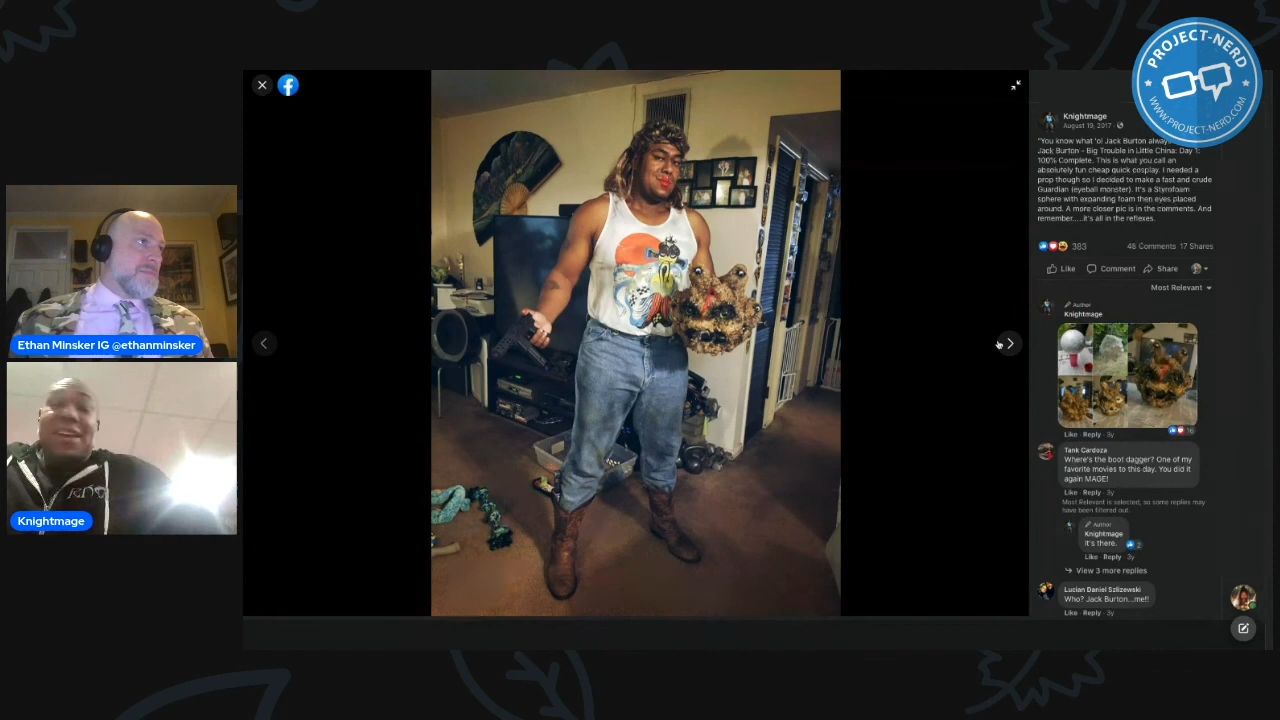 PROJECT-NERD
WWW.PROJECT-NERD.COM
Knightmage
August 19, 2017
"You know what 'ol Jack Burton always
Jack Burton - Big Trouble in Little China: Day 1:
100% Complete. This is what you call an
absolutely fun cheap quick cosplay. I needed a
prop though so I decided to make a fast and crude
Guardian (eyeball monster). It's a Styrofoam
sphere with expanding foam then eyes placed
around. A more closer pic is in the comments. And
remember.....it's all in the reflexes.
383 48 Comments 17 Shares
Like Comment Share
Most Relevant
Author
Knightmage
16
Like · Reply · 3y
Tank Cardoza
Where's the boot dagger? One of my
favorite movies to this day. You did it
again MAGE!
Like · Reply · 3y
Most Relevant is selected, so some replies may
have been filtered out.
Author
Knightmage
It's there.
2
Like · Reply · 3y
View 3 more replies
Lucian Daniel Szlizewski
Who? Jack Burton...me!!
Like · Reply · 3y
Ethan Minsker IG @ethanminsker
Knightmage